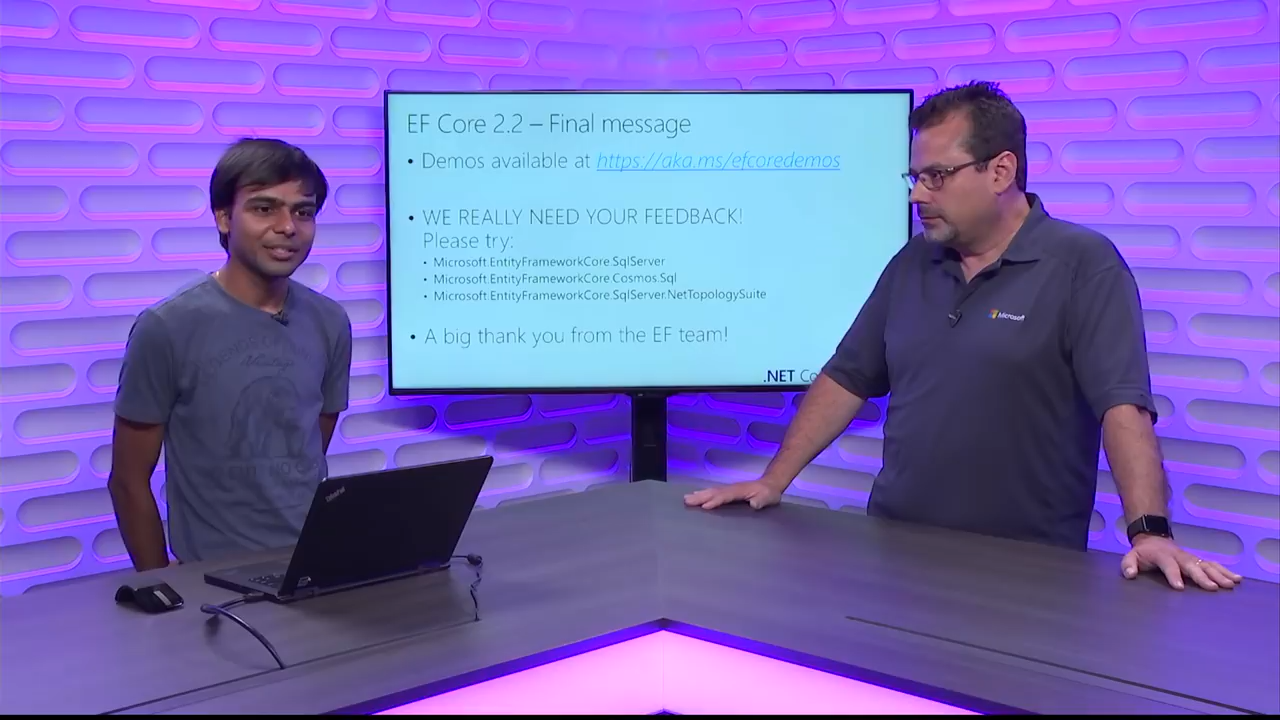 EF Core 2.2 – Final message
• Demos available at https://aka.ms/efcoredemos
• WE REALLY NEED YOUR FEEDBACK!
Please try:
• Microsoft.EntityFrameworkCore.SqlServer
• Microsoft.EntityFrameworkCore.Cosmos.Sql
• Microsoft.EntityFrameworkCore.SqlServer.NetTopologySuite
• A big thank you from the EF team!
.NET Co
Microsoft
ThinkPad